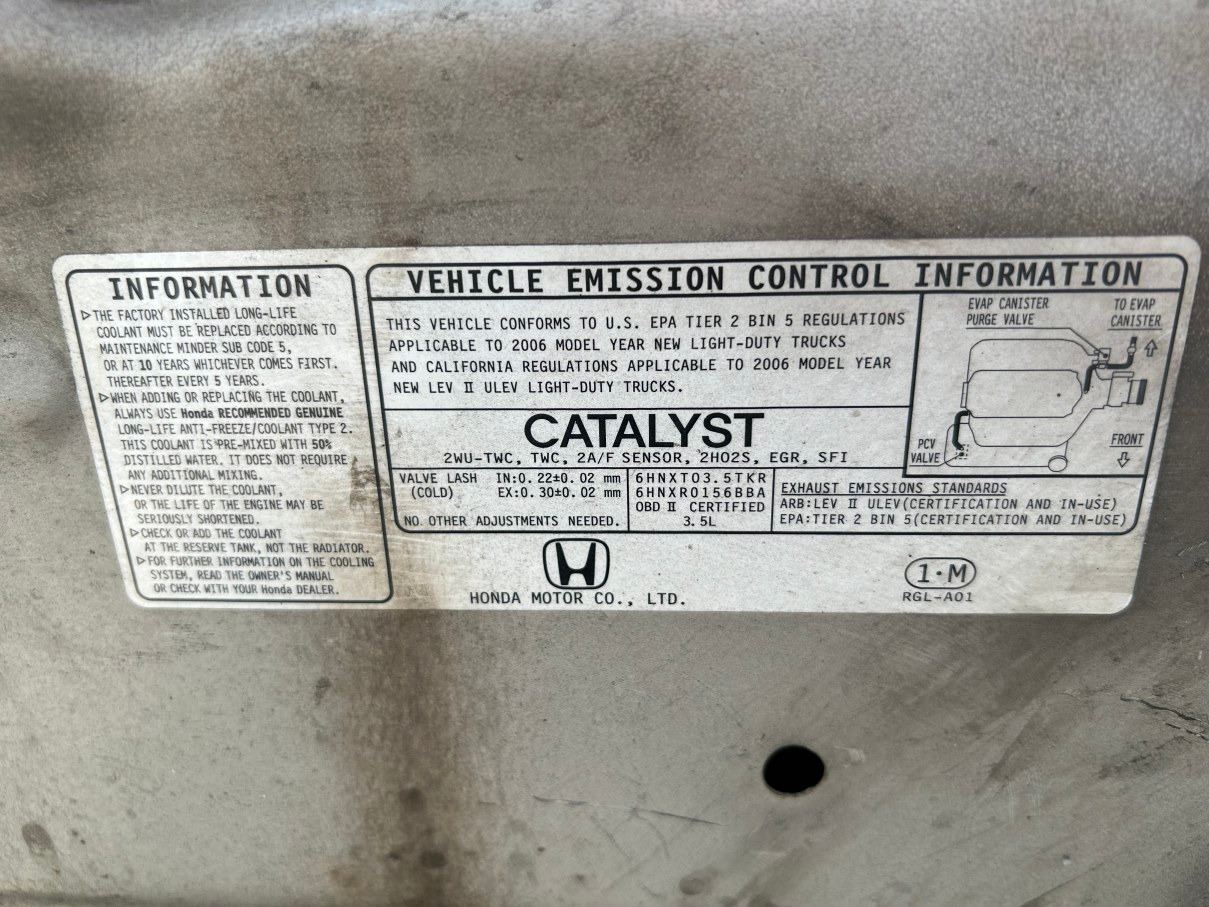 INFORMATION
▷THE FACTORY INSTALLED LONG-LIFE
COOLANT MUST BE REPLACED ACCORDING TO
MAINTENANCE MINDER SUB CODE 5,
OR AT 10 YEARS WHICHEVER COMES FIRST.
THEREAFTER EVERY 5 YEARS.
▷WHEN ADDING OR REPLACING THE COOLANT,
ALWAYS USE Honda RECOMMENDED GENUINE
LONG-LIFE ANTI-FREEZE/COOLANT TYPE 2.
THIS COOLANT IS PRE-MIXED WITH 50%
DISTILLED WATER. IT DOES NOT REQUIRE
ANY ADDITIONAL MIXING.
▷NEVER DILUTE THE COOLANT,
OR THE LIFE OF THE ENGINE MAY BE
SERIOUSLY SHORTENED.
▷CHECK OR ADD THE COOLANT
AT THE RESERVE TANK, NOT THE RADIATOR.
▷FOR FURTHER INFORMATION ON THE COOLING
SYSTEM, READ THE OWNER'S MANUAL
OR CHECK WITH YOUR Honda DEALER.
VEHICLE EMISSION CONTROL INFORMATION
THIS VEHICLE CONFORMS TO U.S. EPA TIER 2 BIN 5 REGULATIONS
APPLICABLE TO 2006 MODEL YEAR NEW LIGHT-DUTY TRUCKS
AND CALIFORNIA REGULATIONS APPLICABLE TO 2006 MODEL YEAR
NEW LEV II ULEV LIGHT-DUTY TRUCKS.
EVAP CANISTER
PURGE VALVE
TO EVAP
CANISTER
PCV
VALVE
FRONT
CATALYST
2WU-TWC, TWC, 2A/F SENSOR, 2HO2S, EGR, SFI
VALVE LASH IN:0.22±0.02 mm
(COLD) EX:0.30±0.02 mm
NO OTHER ADJUSTMENTS NEEDED.
6HNXT03.5TKR
6HNXR0156BBA
OBD II CERTIFIED
3.5L
EXHAUST EMISSIONS STANDARDS
ARB:LEV II ULEV(CERTIFICATION AND IN-USE)
EPA:TIER 2 BIN 5(CERTIFICATION AND IN-USE)
HONDA MOTOR CO., LTD.
1·M
RGL-A01